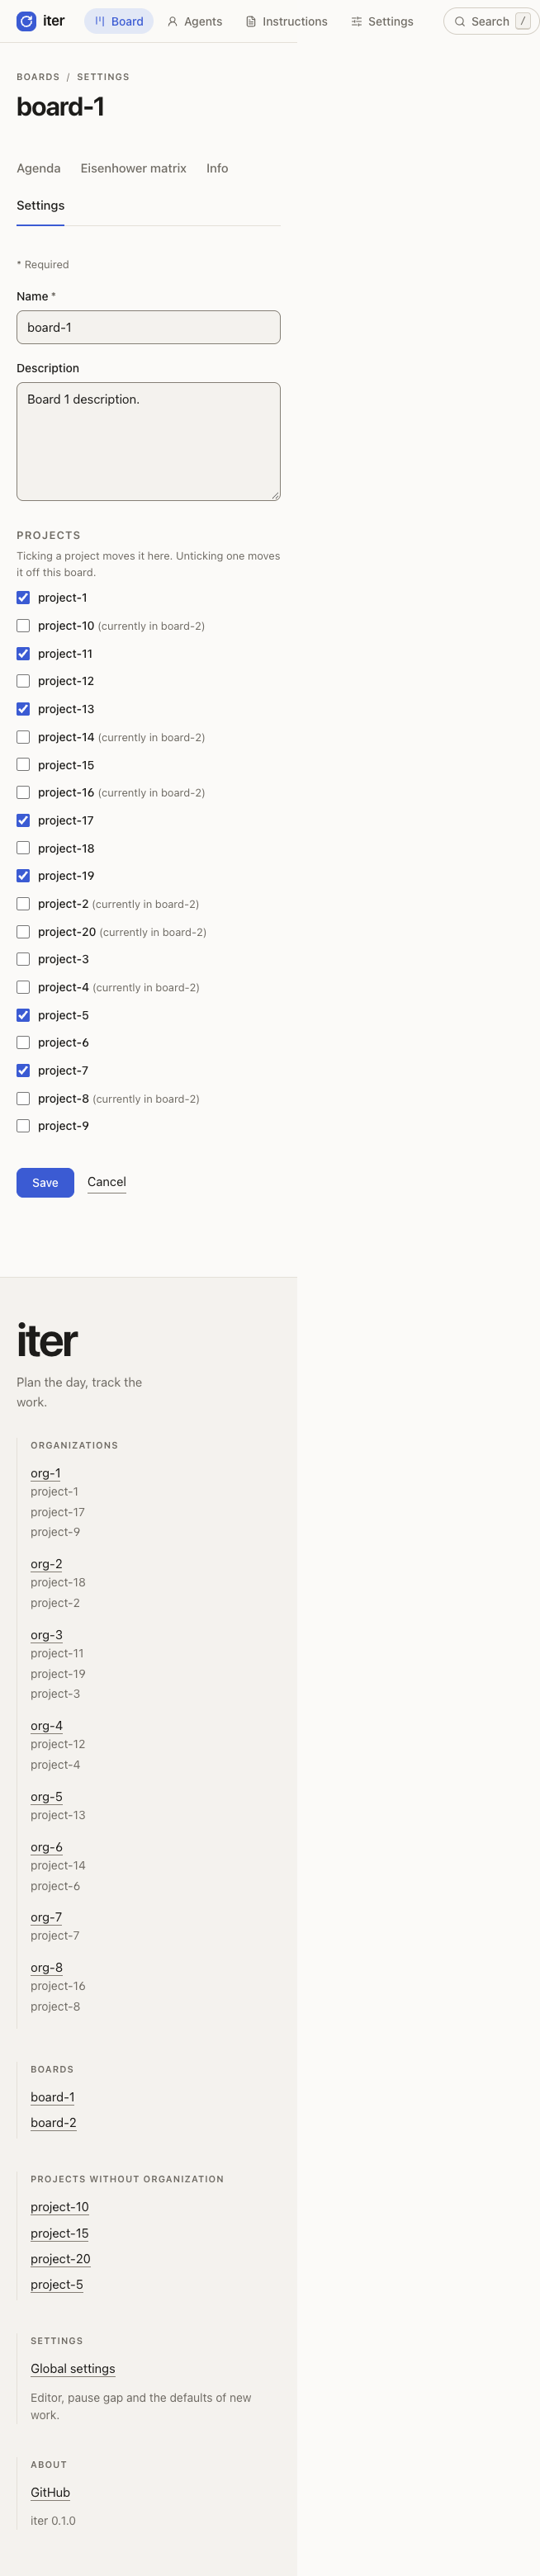 iter Board Agents Instructions Settings Search /
BOARDS / SETTINGS
board-1
Agenda Eisenhower matrix Info
Settings
* Required
Name *
board-1
Description
Board 1 description.
PROJECTS
Ticking a project moves it here. Unticking one moves
it off this board.
project-1
project-10 (currently in board-2)
project-11
project-12
project-13
project-14 (currently in board-2)
project-15
project-16 (currently in board-2)
project-17
project-18
project-19
project-2 (currently in board-2)
project-20 (currently in board-2)
project-3
project-4 (currently in board-2)
project-5
project-6
project-7
project-8 (currently in board-2)
project-9
Save Cancel
iter
Plan the day, track the
work.
ORGANIZATIONS
org-1
project-1
project-17
project-9
org-2
project-18
project-2
org-3
project-11
project-19
project-3
org-4
project-12
project-4
org-5
project-13
org-6
project-14
project-6
org-7
project-7
org-8
project-16
project-8
BOARDS
board-1
board-2
PROJECTS WITHOUT ORGANIZATION
project-10
project-15
project-20
project-5
SETTINGS
Global settings
Editor, pause gap and the defaults of new
work.
ABOUT
GitHub
iter 0.1.0